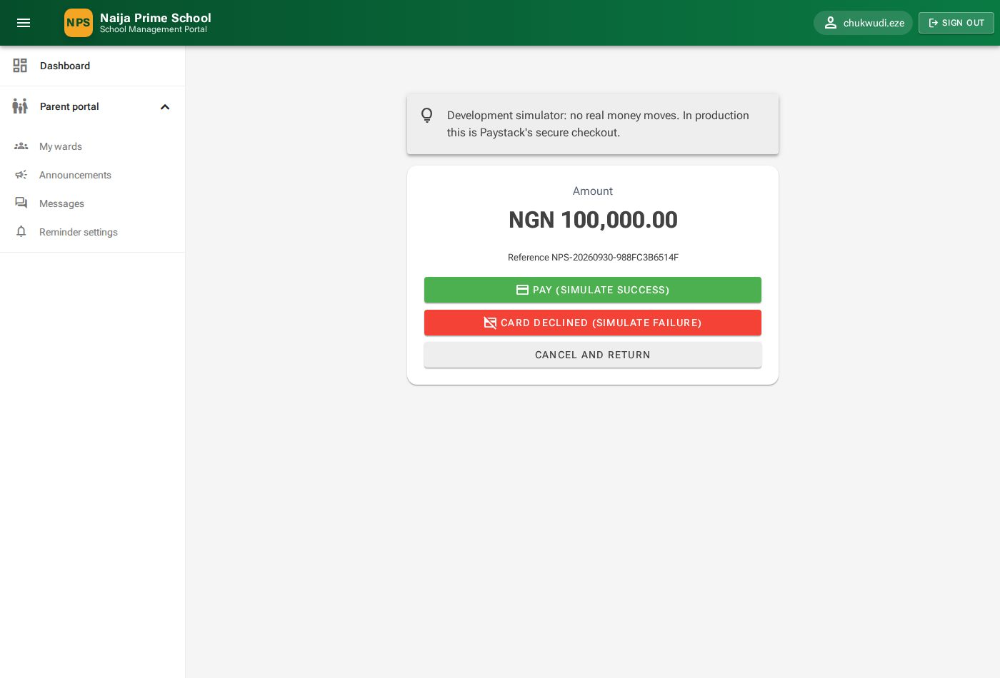 NPS
Naija Prime School
School Management Portal
chukwudi.eze
SIGN OUT
Dashboard
Parent portal
My wards
Announcements
Messages
Reminder settings
Development simulator: no real money moves. In production
this is Paystack's secure checkout.
Amount
NGN 100,000.00
Reference NPS-20260930-988FC3B6514F
PAY (SIMULATE SUCCESS)
CARD DECLINED (SIMULATE FAILURE)
CANCEL AND RETURN